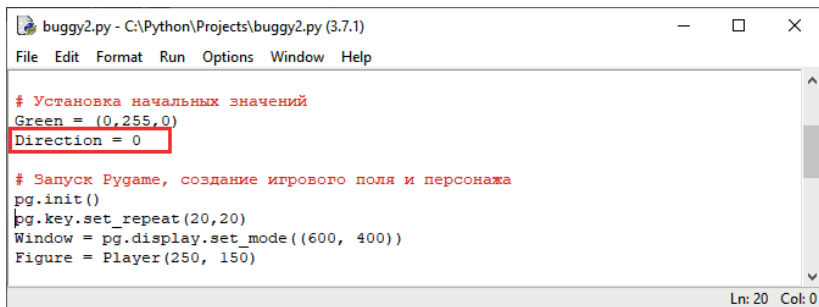 buggy2.py - C:\Python\Projects\buggy2.py (3.7.1)
File Edit Format Run Options Window Help
# Установка начальных значений
Green = (0,255,0)
Direction = 0
# Запуск Pygame, создание игрового поля и персонажа
pg.init()
pg.key.set_repeat(20,20)
Window = pg.display.set_mode((600, 400))
Figure = Player(250, 150)
Ln: 20 Col: 0